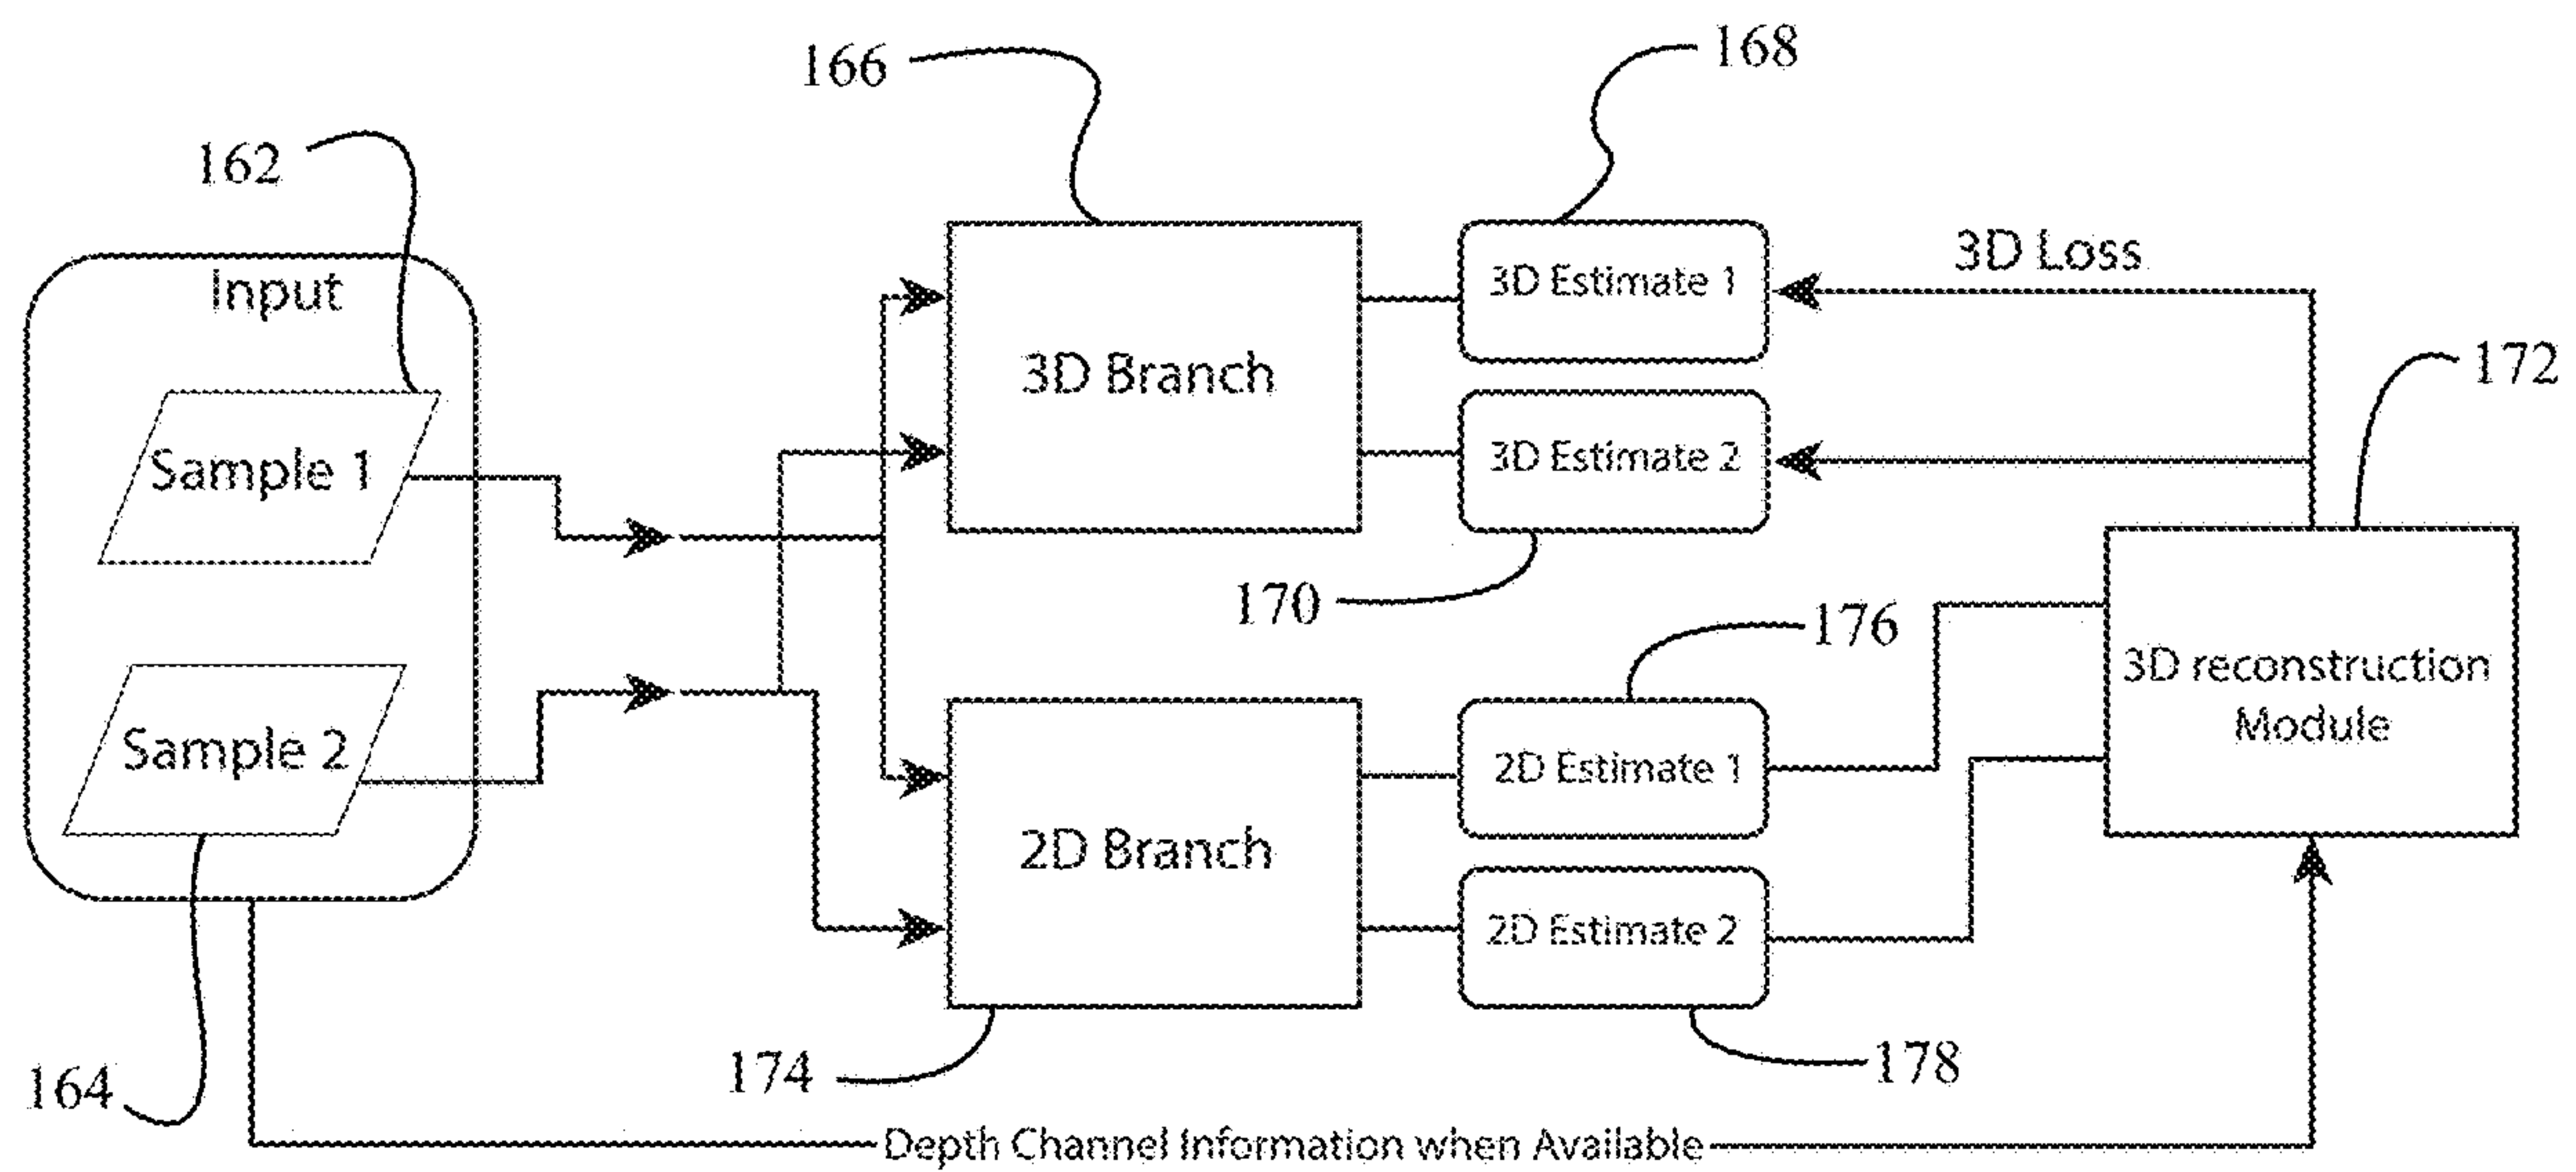 166
168
162
Input
3D Estimate 1
3D Loss
172
3D Branch
Sample 1
3D Estimate 2
170
176
3D reconstruction
Module
Sample 2
2D Estimate 1
2D Branch
2D Estimate 2
174
178
164
Depth Channel Information when Available